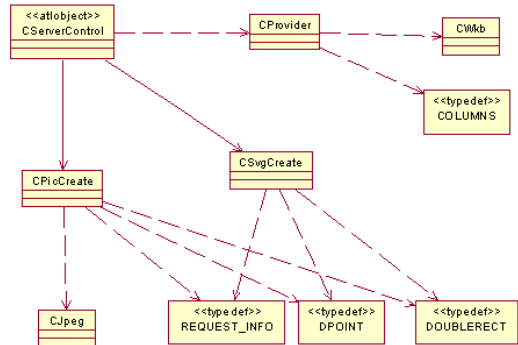 <<atlobject>>
CServerControl
CProvider
CWkb
<<typedef>>
COLUMNS
CSvgCreate
CPicCreate
CJpeg
<<typedef>>
REQUEST_INFO
<<typedef>>
DPOINT
<<typedef>>
DOUBLERECT